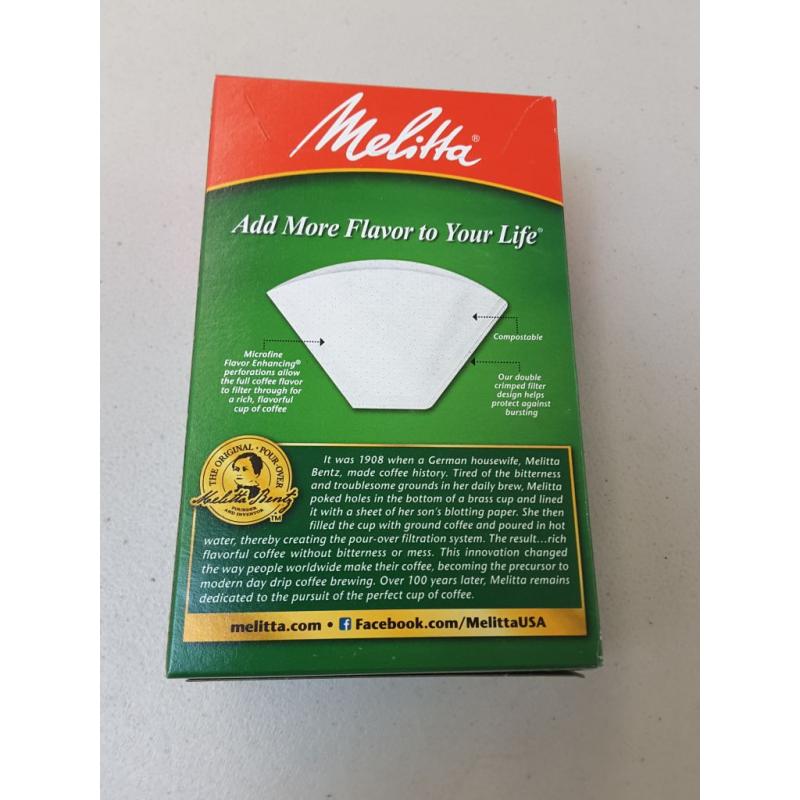 Melitta®
Add More Flavor to Your Life®
Microfine
Flavor Enhancing®
perforations allow
the full coffee flavor
to filter through for
a rich, flavorful
cup of coffee
Compostable
Our double
crimped filter
design helps
protect against
bursting
THE ORIGINAL • POUR-OVER
Melitta Bentz
FOUNDER
AND INVENTOR
TM
It was 1908 when a German housewife, Melitta
Bentz, made coffee history. Tired of the bitterness
and troublesome grounds in her daily brew, Melitta
poked holes in the bottom of a brass cup and lined
it with a sheet of her son's blotting paper. She then
filled the cup with ground coffee and poured in hot
water, thereby creating the pour-over filtration system. The result...rich
flavorful coffee without bitterness or mess. This innovation changed
the way people worldwide make their coffee, becoming the precursor to
modern day drip coffee brewing. Over 100 years later, Melitta remains
dedicated to the pursuit of the perfect cup of coffee.
melitta.com • f Facebook.com/MelittaUSA